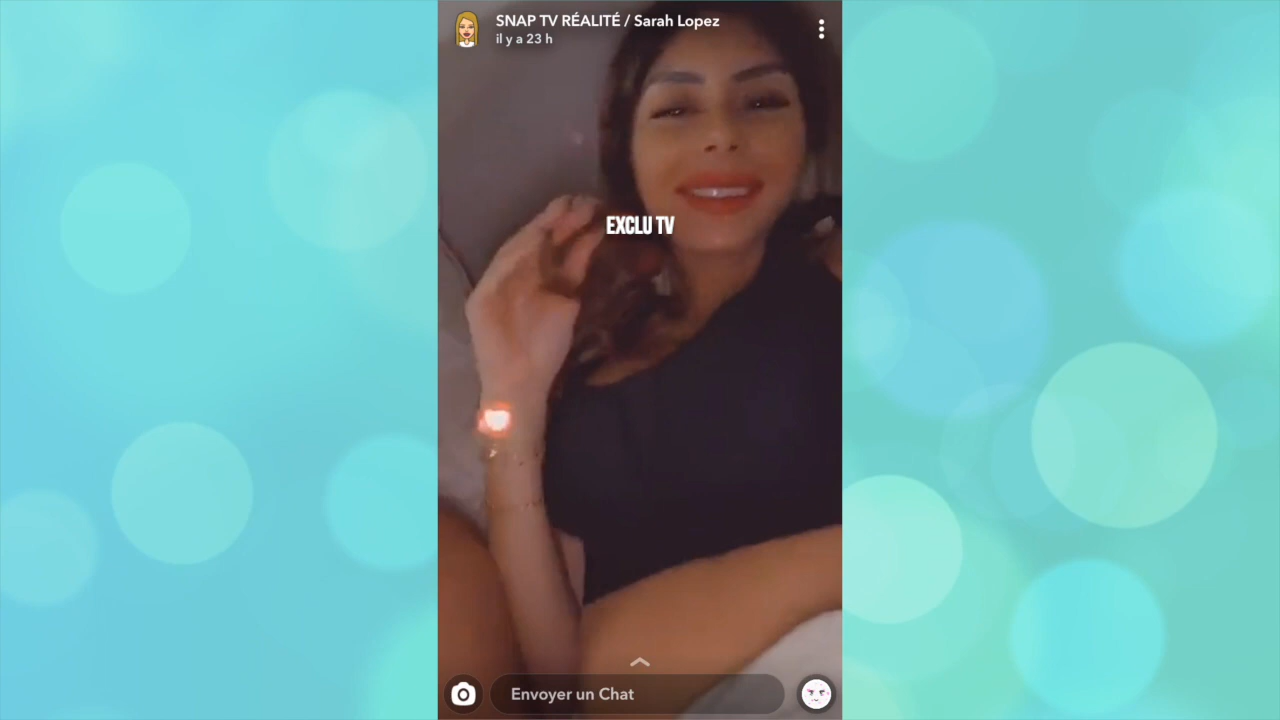 SNAP TV RÉALITÉ / Sarah Lopez
il y a 23 h
EXCLU TV
Envoyer un Chat